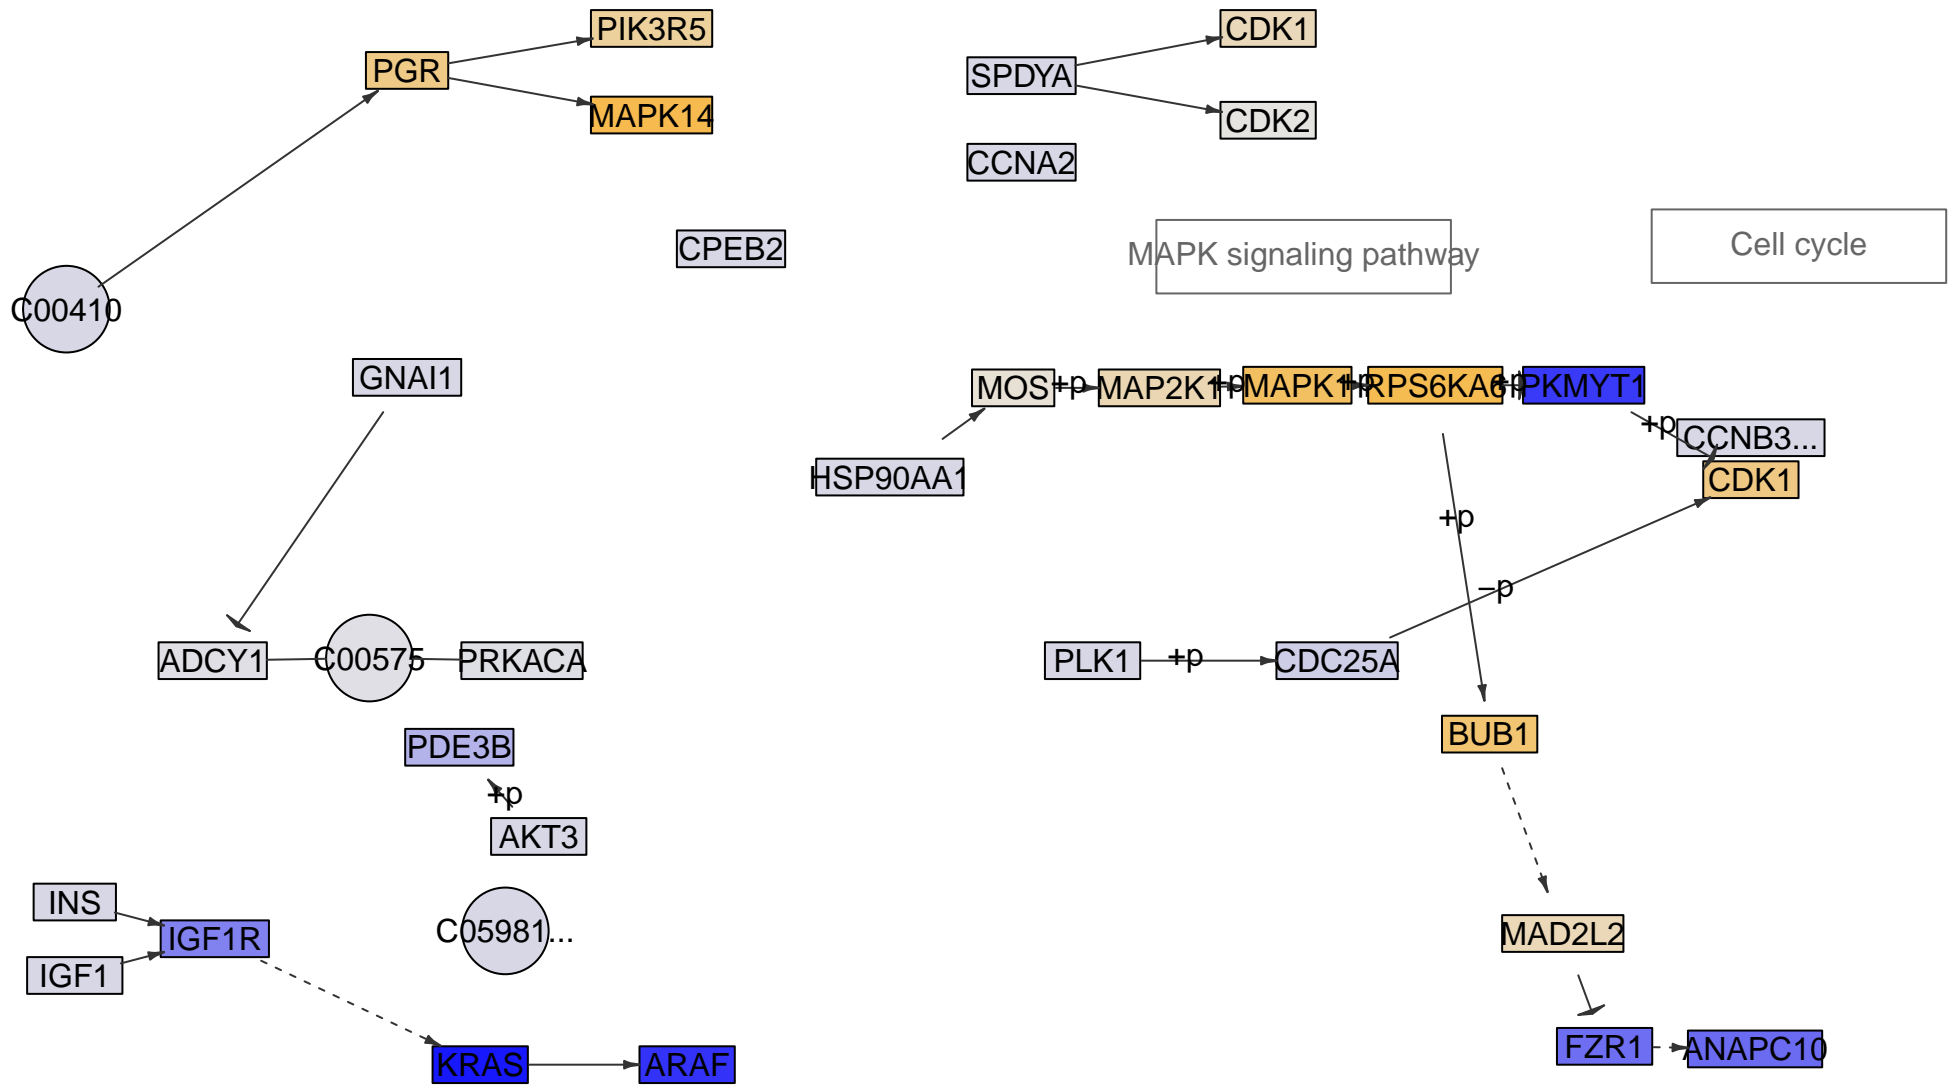 PIK3R5
CDK1
PGR
SPDYA
MAPK14
CDK2
CCNA2
CPEB2
MAPK signaling pathway
Cell cycle
C00410
GNAI1
MOS
+p
MAP2K1
+p
MAPK1
+p
RPS6KA6
+p
PKMYT1
+p
CCNB3...
HSP90AA1
CDK1
+p
−p
ADCY1
C00575
PRKACA
PLK1
+p
CDC25A
PDE3B
BUB1
+p
AKT3
INS
IGF1R
C05981...
MAD2L2
IGF1
KRAS
ARAF
FZR1
ANAPC10